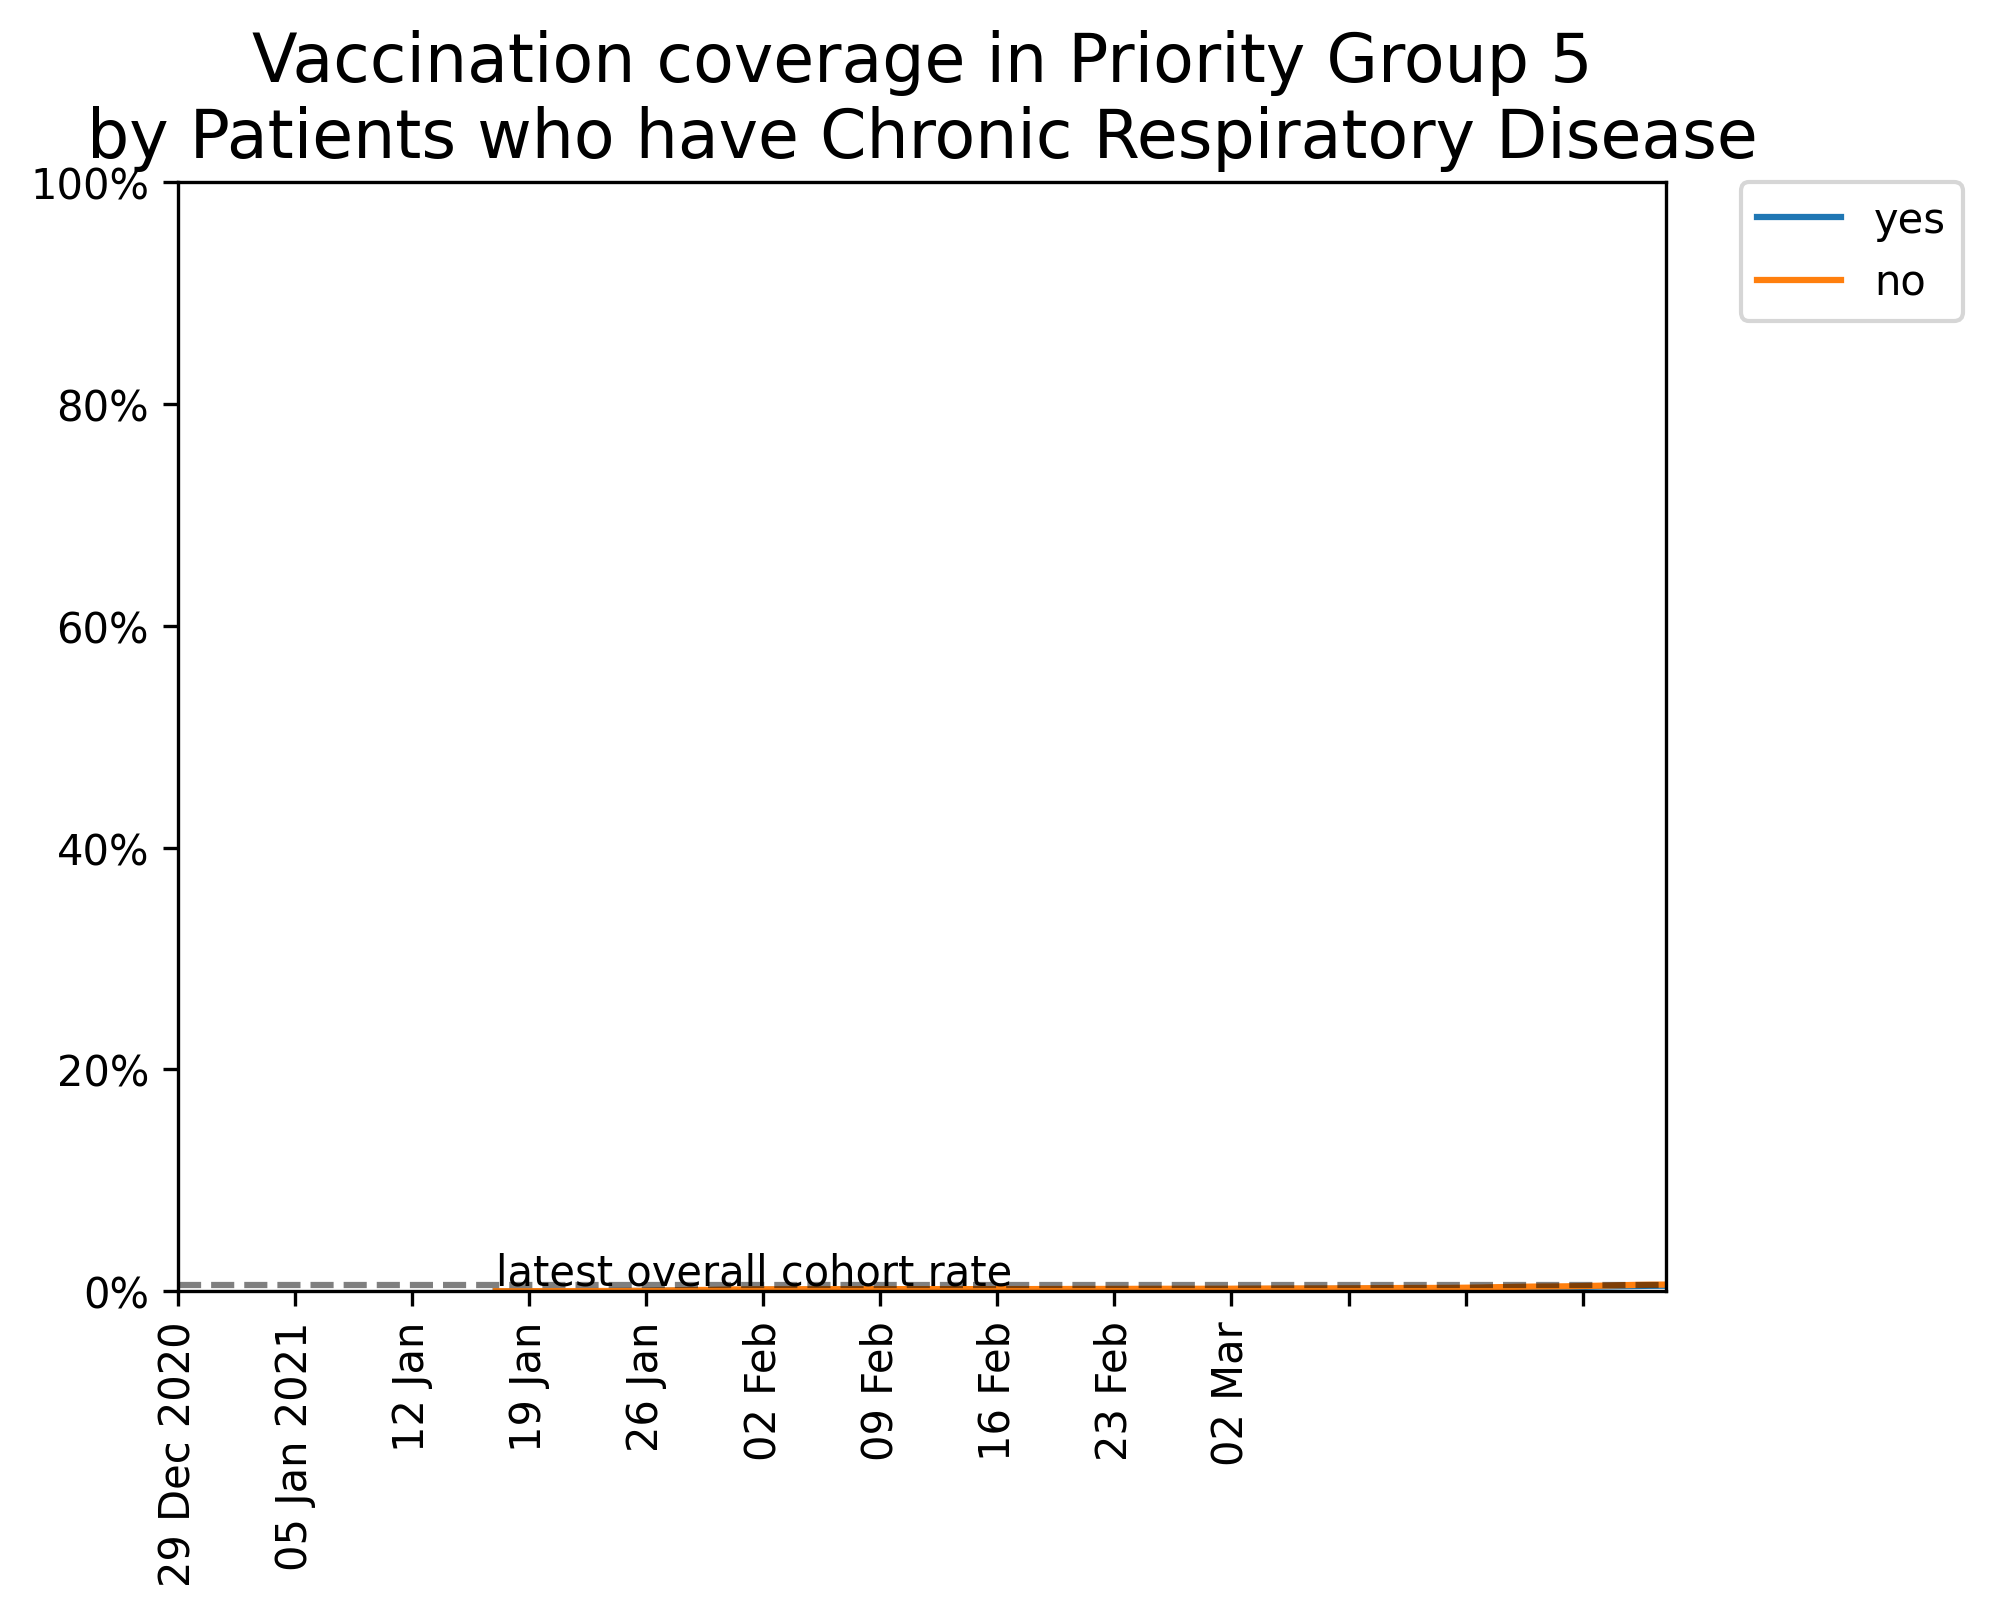 Vaccination coverage in Priority Group 5
by Patients who have Chronic Respiratory Disease
100%
80%
60%
40%
20%
0%
yes
no
latest overall cohort rate
29 Dec 2020
05 Jan 2021
12 Jan
19 Jan
26 Jan
02 Feb
09 Feb
16 Feb
23 Feb
02 Mar